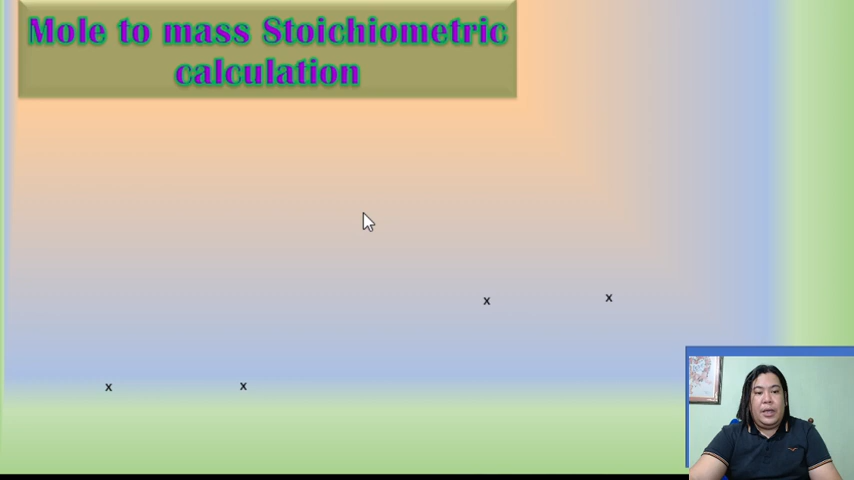 Mole to mass Stoichiometric
calculation
x x
x x